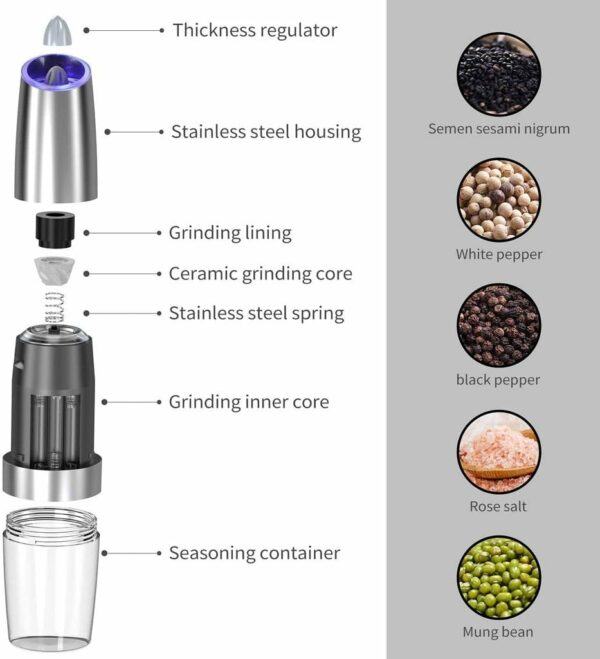 Thickness regulator
Stainless steel housing
Grinding lining
Ceramic grinding core
Stainless steel spring
Grinding inner core
Seasoning container
Semen sesami nigrum
White pepper
black pepper
Rose salt
Mung bean